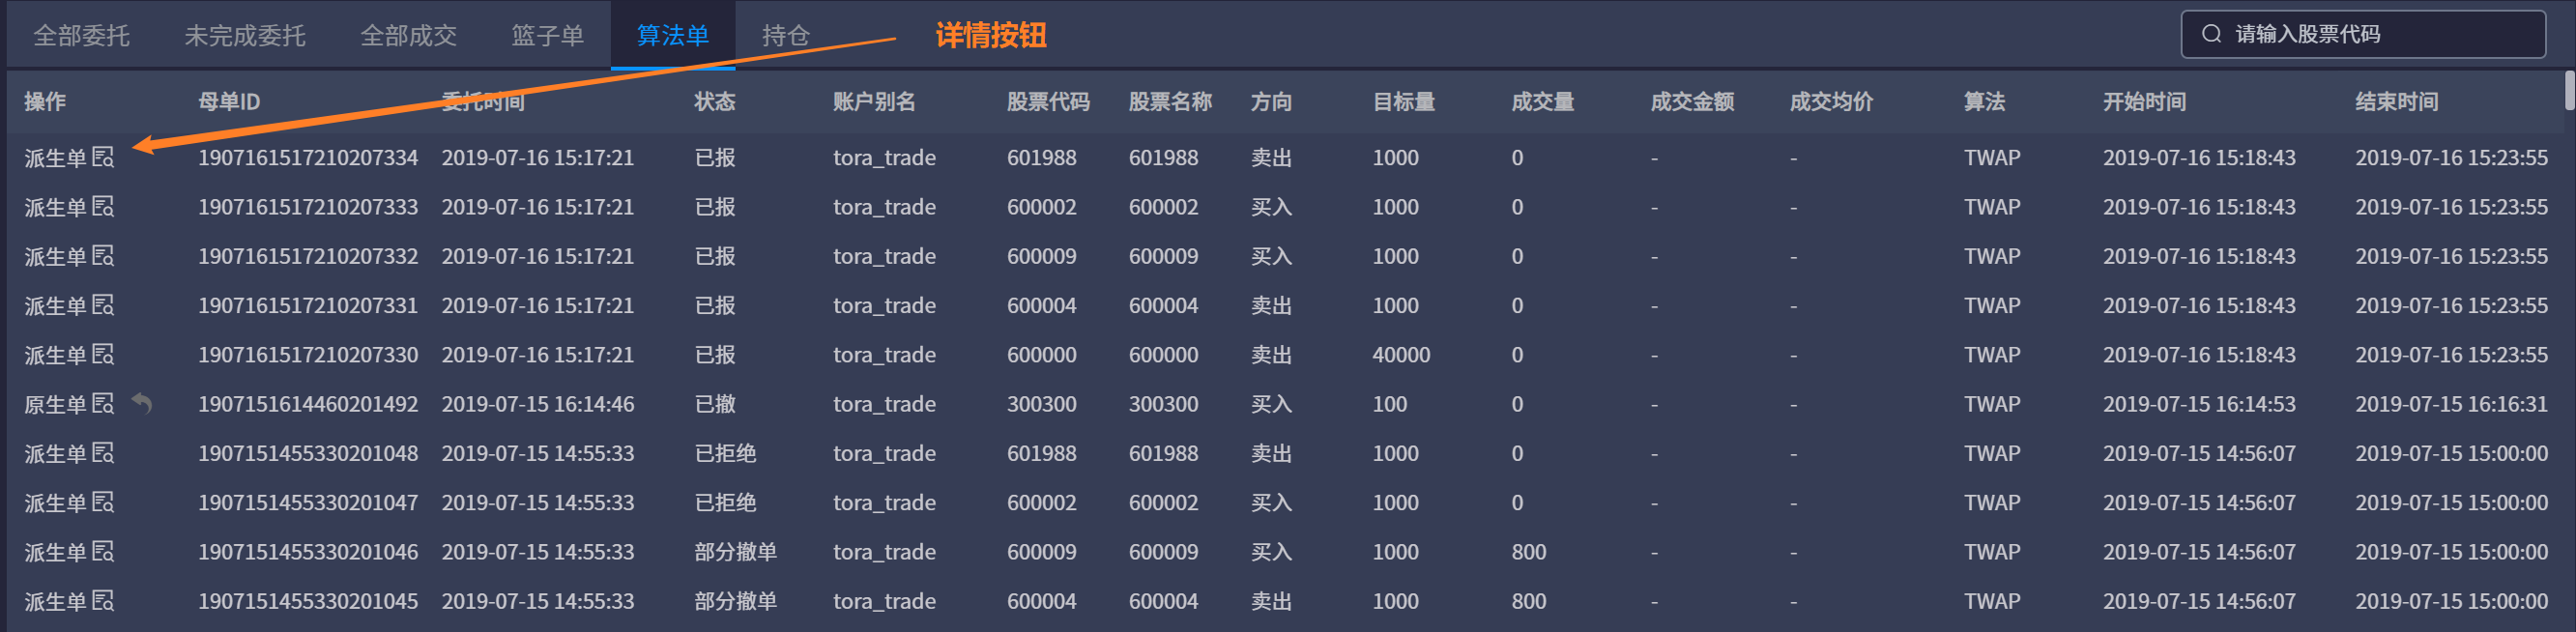 全部委托 未完成委托 全部成交 篮子单 算法单 持仓 详情按钮 请输入股票代码
操作 母单ID 委托时间 状态 账户别名 股票代码 股票名称 方向 目标量 成交量 成交金额 成交均价 算法 开始时间 结束时间
派生单 1907161517210207334 2019-07-16 15:17:21 已报 tora_trade 601988 601988 卖出 1000 0 - - TWAP 2019-07-16 15:18:43 2019-07-16 15:23:55
派生单 1907161517210207333 2019-07-16 15:17:21 已报 tora_trade 600002 600002 买入 1000 0 - - TWAP 2019-07-16 15:18:43 2019-07-16 15:23:55
派生单 1907161517210207332 2019-07-16 15:17:21 已报 tora_trade 600009 600009 买入 1000 0 - - TWAP 2019-07-16 15:18:43 2019-07-16 15:23:55
派生单 1907161517210207331 2019-07-16 15:17:21 已报 tora_trade 600004 600004 卖出 1000 0 - - TWAP 2019-07-16 15:18:43 2019-07-16 15:23:55
派生单 1907161517210207330 2019-07-16 15:17:21 已报 tora_trade 600000 600000 卖出 40000 0 - - TWAP 2019-07-16 15:18:43 2019-07-16 15:23:55
原生单 1907151614460201492 2019-07-15 16:14:46 已撤 tora_trade 300300 300300 买入 100 0 - - TWAP 2019-07-15 16:14:53 2019-07-15 16:16:31
派生单 1907151455330201048 2019-07-15 14:55:33 已拒绝 tora_trade 601988 601988 卖出 1000 0 - - TWAP 2019-07-15 14:56:07 2019-07-15 15:00:00
派生单 1907151455330201047 2019-07-15 14:55:33 已拒绝 tora_trade 600002 600002 买入 1000 0 - - TWAP 2019-07-15 14:56:07 2019-07-15 15:00:00
派生单 1907151455330201046 2019-07-15 14:55:33 部分撤单 tora_trade 600009 600009 买入 1000 800 - - TWAP 2019-07-15 14:56:07 2019-07-15 15:00:00
派生单 1907151455330201045 2019-07-15 14:55:33 部分撤单 tora_trade 600004 600004 卖出 1000 800 - - TWAP 2019-07-15 14:56:07 2019-07-15 15:00:00